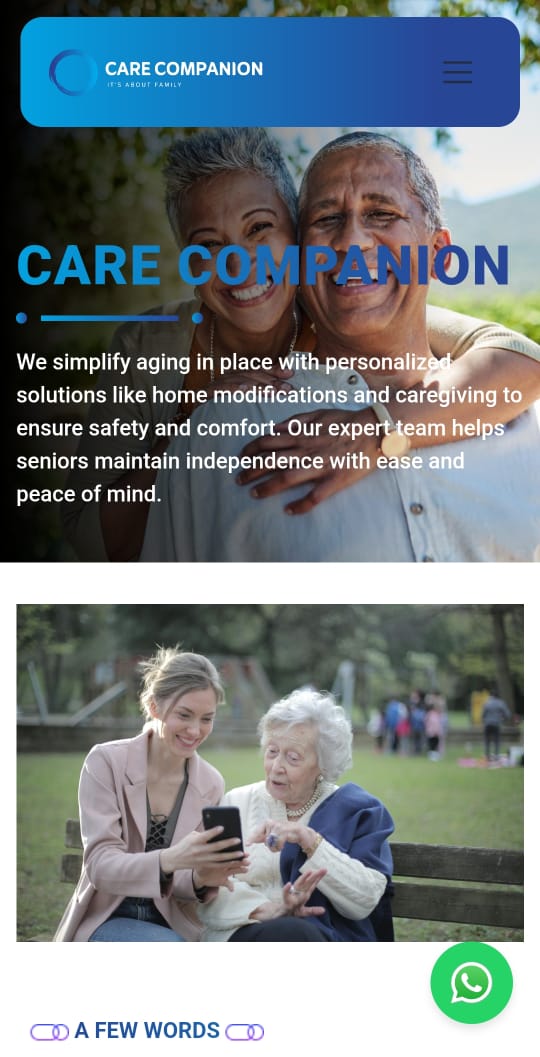 CARE COMPANION
IT'S ABOUT FAMILY
CARE COMPANION
We simplify aging in place with personalized
solutions like home modifications and caregiving to
ensure safety and comfort. Our expert team helps
seniors maintain independence with ease and
peace of mind.
A FEW WORDS